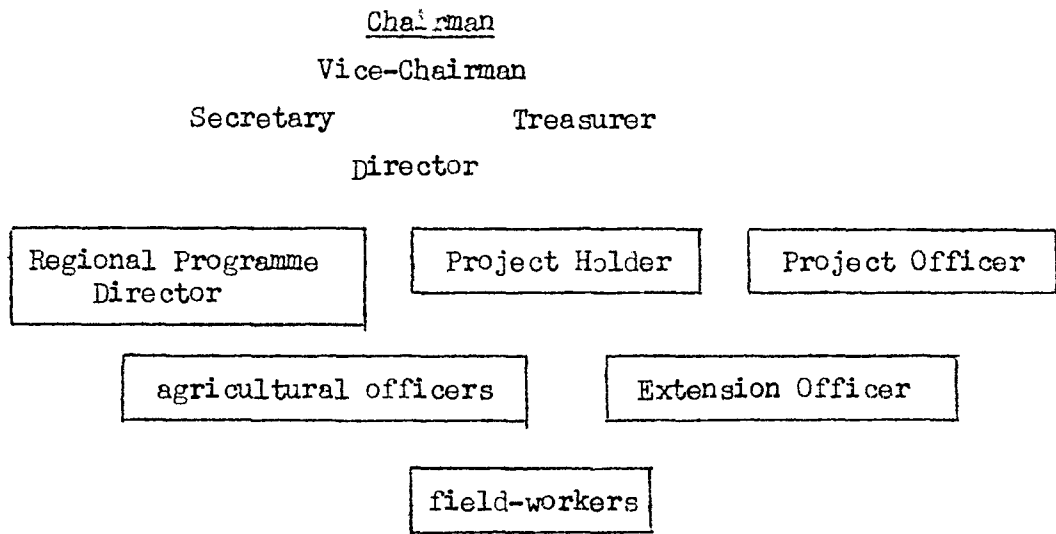 Chairman
Vice-Chairman
Secretary Treasurer
Director
Regional Programme Director
Project Holder
Project Officer
agricultural officers
Extension Officer
field-workers